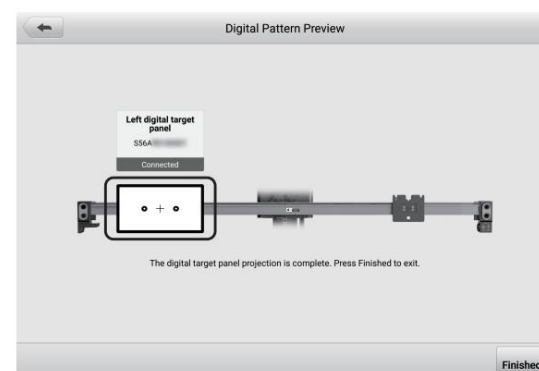 Digital Pattern Preview
Left digital target
panel
S56A
Connected
The digital target panel projection is complete. Press Finished to exit.
Finished